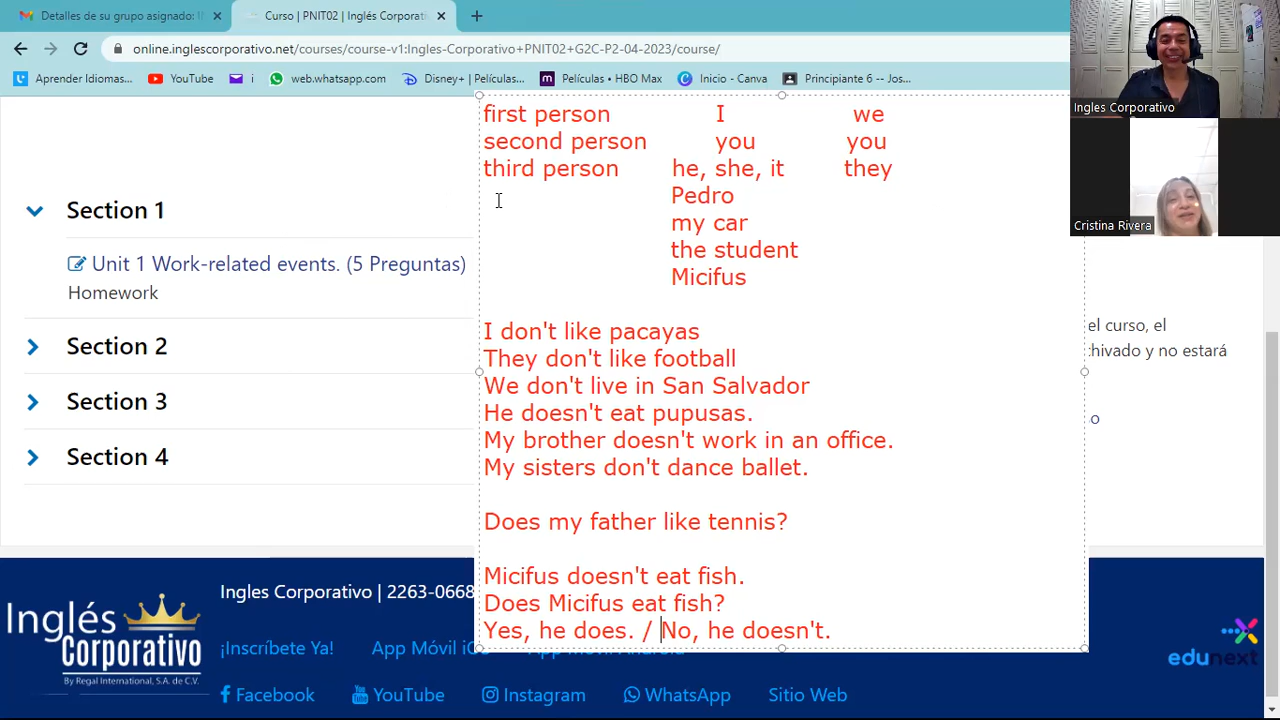 Detalles de su grupo asignado: I
Curso | PNIT02 | Inglés Corporati
online.inglescorporativo.net/courses/course-v1:Ingles-Corporativo+PNIT02+G2C-P2-04-2023/course/
Aprender Idiomas...
YouTube
i
web.whatsapp.com
Disney+ | Películas...
Películas • HBO Max
Inicio - Canva
Principiante 6 -- Jos...
first person I we
second person you you
third person he, she, it they
Pedro
my car
the student
Micifus
I don't like pacayas
They don't like football
We don't live in San Salvador
He doesn't eat pupusas.
My brother doesn't work in an office.
My sisters don't dance ballet.
Does my father like tennis?
Micifus doesn't eat fish.
Does Micifus eat fish?
Yes, he does. / No, he doesn't.
Section 1
Unit 1 Work-related events. (5 Preguntas)
Homework
Section 2
Section 3
Section 4
Ingles Corporativo
Cristina Rivera
el curso, el
chivado y no estará
o
Inglés
CORPORATIVO
By Regal International, S.A. de C.V.
Ingles Corporativo | 2263-0668
¡Inscribete Ya!
App Móvil iOS
App Móvil Android
Facebook
YouTube
Instagram
WhatsApp
Sitio Web
edunext